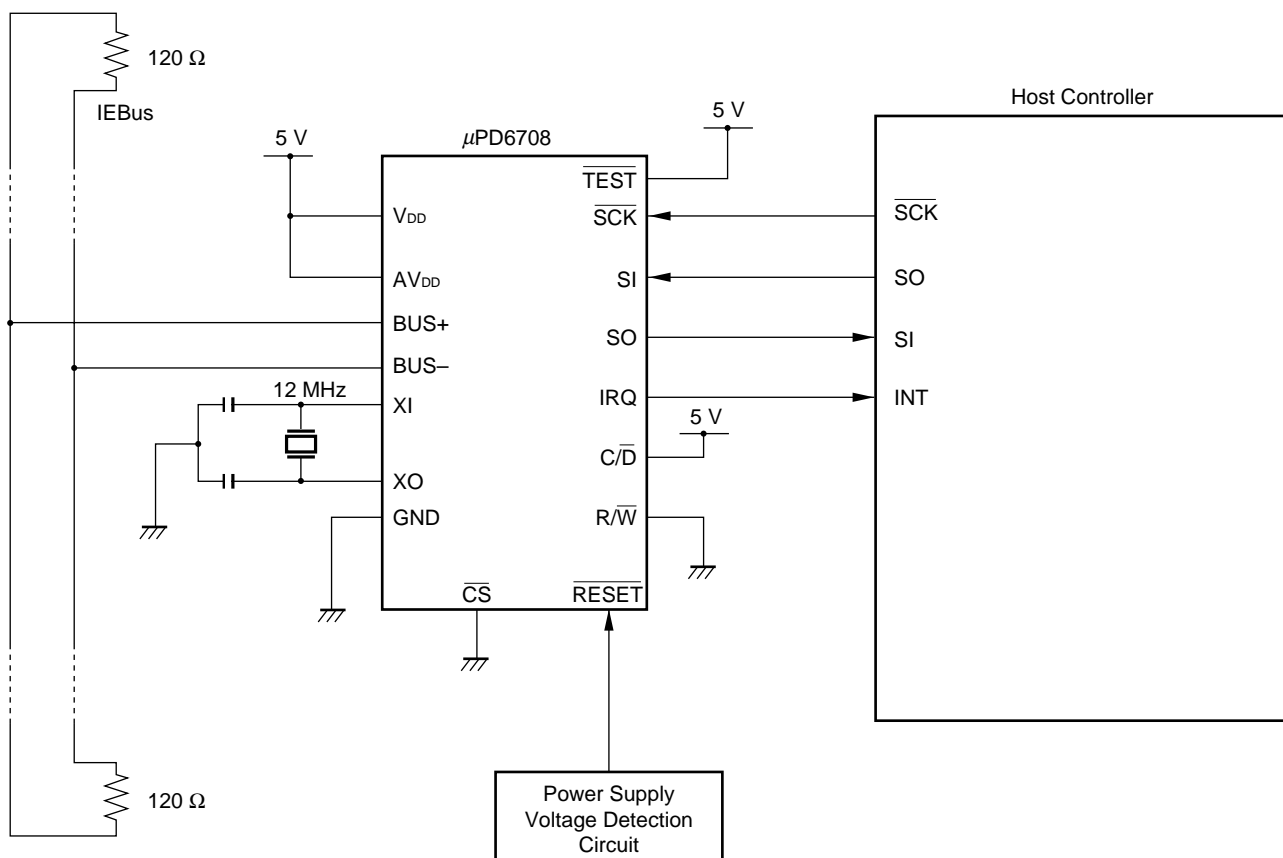 120 Ω
IEBus
5 V
μPD6708
5 V
Host Controller
VDD
AVDD
BUS+
BUS–
12 MHz
XI
XO
GND
CS
TEST
SCK
SI
SO
IRQ
5 V
C/D
R/W
RESET
SCK
SO
SI
INT
120 Ω
Power Supply
Voltage Detection
Circuit